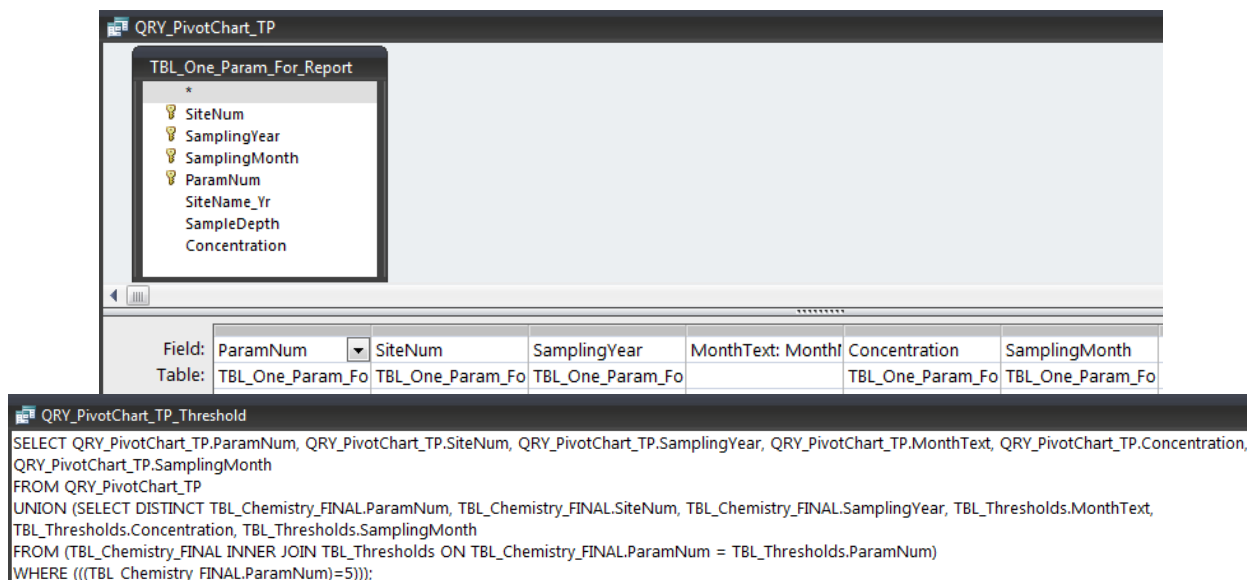 QRY_PivotChart_TP
TBL_One_Param_For_Report
*
SiteNum
SamplingYear
SamplingMonth
ParamNum
SiteName_Yr
SampleDepth
Concentration
Field: ParamNum SiteNum SamplingYear MonthText: Month Concentration SamplingMonth
Table: TBL_One_Param_Fo TBL_One_Param_Fo TBL_One_Param_Fo TBL_One_Param_Fo TBL_One_Param_Fo
QRY_PivotChart_TP_Threshold
SELECT QRY_PivotChart_TP.ParamNum, QRY_PivotChart_TP.SiteNum, QRY_PivotChart_TP.SamplingYear, QRY_PivotChart_TP.MonthText, QRY_PivotChart_TP.Concentration,
QRY_PivotChart_TP.SamplingMonth
FROM QRY_PivotChart_TP
UNION (SELECT DISTINCT TBL_Chemistry_FINAL.ParamNum, TBL_Chemistry_FINAL.SiteNum, TBL_Chemistry_FINAL.SamplingYear, TBL_Thresholds.MonthText,
TBL_Thresholds.Concentration, TBL_Thresholds.SamplingMonth
FROM (TBL_Chemistry_FINAL INNER JOIN TBL_Thresholds ON TBL_Chemistry_FINAL.ParamNum = TBL_Thresholds.ParamNum)
WHERE (((TBL_Chemistry_FINAL.ParamNum)=5)));